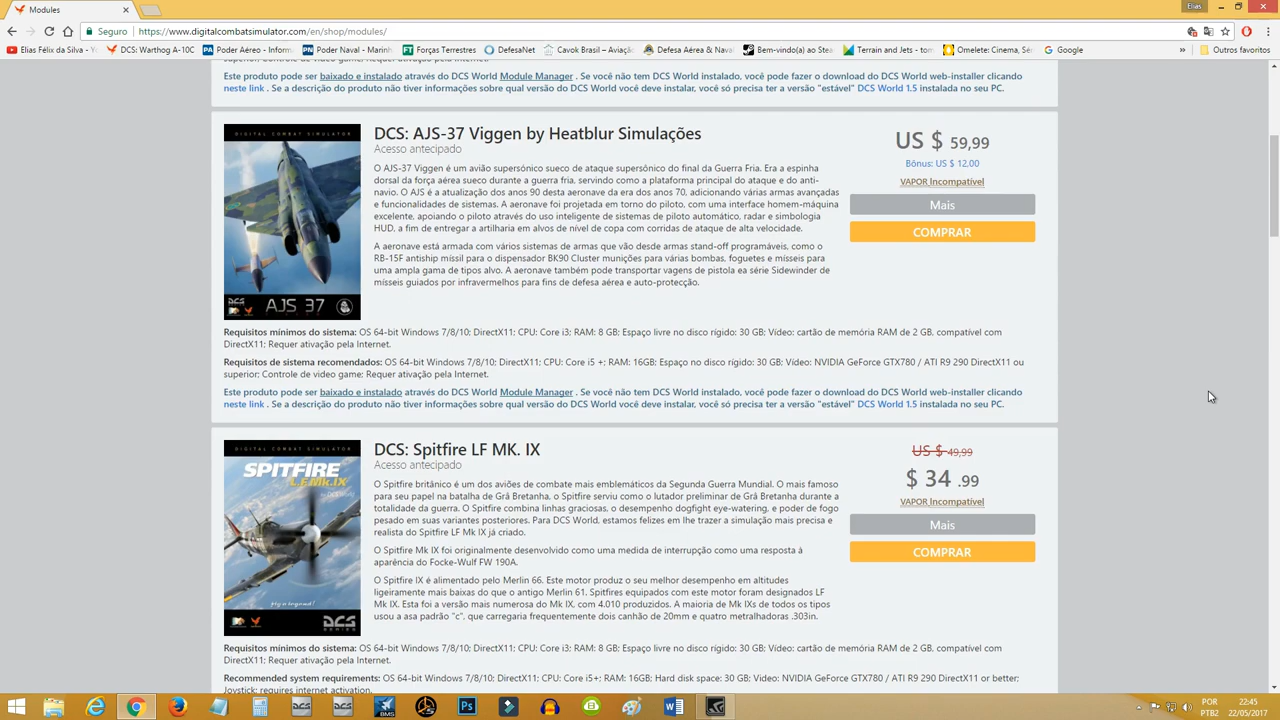 Modules
Elias
Seguro
https://www.digitalcombatsimulator.com/en/shop/modules/
Elias Félix da Silva - V
DCS: Warthog A-10C
Poder Aéreo - Inform
Poder Naval - Marinh
Forças Terrestres
DefesaNet
Cavok Brasil - Aviaçã
Defesa Aérea & Nava
Bem-vindo(a) ao Stea
Terrain and Jets - tom
Omelete: Cinema, Sé
Google
Outros favoritos
Este produto pode ser baixado e instalado através do DCS World Module Manager . Se você não tem DCS World instalado, você pode fazer o download do DCS World web-installer clicando
neste link . Se a descrição do produto não tiver informações sobre qual versão do DCS World você deve instalar, você só precisa ter a versão "estável" DCS World 1.5 instalada no seu PC.
DIGITAL COMBAT SIMULATOR
DCS
AJS 37
DCS: AJS-37 Viggen by Heatblur Simulações
Acesso antecipado
O AJS-37 Viggen é um avião supersónico sueco de ataque supersônico do final da Guerra Fria. Era a espinha
dorsal da força aérea sueco durante a guerra fria, servindo como a plataforma principal do ataque e do anti-
navio. O AJS é a atualização dos anos 90 desta aeronave da era dos anos 70, adicionando várias armas avançadas
e funcionalidades de sistemas. A aeronave foi projetada em torno do piloto, com uma interface homem-máquina
excelente, apoiando o piloto através do uso inteligente de sistemas de piloto automático, radar e simbologia
HUD, a fim de entregar a artilharia em alvos de nível de copa com corridas de ataque de alta velocidade.
A aeronave está armada com vários sistemas de armas que vão desde armas stand-off programáveis, como o
RB-15F antiship míssil para o dispensador BK90 Cluster munições para várias bombas, foguetes e mísseis para
uma ampla gama de tipos alvo. A aeronave também pode transportar vagens de pistola ea série Sidewinder de
mísseis guiados por infravermelhos para fins de defesa aérea e auto-protecção.
US $ 59,99
Bônus: US $ 12,00
VAPOR Incompatível
Mais
COMPRAR
Requisitos mínimos do sistema: OS 64-bit Windows 7/8/10; DirectX11; CPU: Core i3; RAM: 8 GB; Espaço livre no disco rígido: 30 GB; Vídeo: cartão de memória RAM de 2 GB, compatível com
DirectX11; Requer ativação pela Internet.
Requisitos de sistema recomendados: OS 64-bit Windows 7/8/10; DirectX11; CPU: Core i5 +; RAM: 16GB; Espaço no disco rígido: 30 GB; Vídeo: NVIDIA GeForce GTX780 / ATI R9 290 DirectX11 ou
superior; Controle de video game; Requer ativação pela Internet.
Este produto pode ser baixado e instalado através do DCS World Module Manager . Se você não tem DCS World instalado, você pode fazer o download do DCS World web-installer clicando
neste link . Se a descrição do produto não tiver informações sobre qual versão do DCS World você deve instalar, você só precisa ter a versão "estável" DCS World 1.5 instalada no seu PC.
DIGITAL COMBAT SIMULATOR
SPITFIRE
LF Mk. IX
Fly a legend!
DCS
SERIES
DCS: Spitfire LF MK. IX
Acesso antecipado
O Spitfire britânico é um dos aviões de combate mais emblemáticos da Segunda Guerra Mundial. O mais famoso
para seu papel na batalha de Grâ Bretanha, o Spitfire serviu como o lutador preliminar de Grâ Bretanha durante a
totalidade da guerra. O Spitfire combina linhas graciosas, o desempenho dogfight eye-watering, e poder de fogo
pesado em suas variantes posteriores. Para DCS World, estamos felizes em lhe trazer a simulação mais precisa e
realista do Spitfire LF Mk IX já criado.
O Spitfire Mk IX foi originalmente desenvolvido como uma medida de interrupção como uma resposta à
aparência do Focke-Wulf FW 190A.
O Spitfire IX é alimentado pelo Merlin 66. Este motor produz o seu melhor desempenho em altitudes
ligeiramente mais baixas do que o antigo Merlin 61. Spitfires equipados com este motor foram designados LF
Mk IX. Esta foi a versão mais numerosa do Mk IX, com 4.010 produzidos. A maioria de Mk IXs de todos os tipos
usou a asa padrão "c", que carregaria frequentemente dois canhão de 20mm e quatro metralhadoras .303in.
US $ 49,99
$ 34 .99
VAPOR Incompatível
Mais
COMPRAR
Requisitos mínimos do sistema: OS 64-bit Windows 7/8/10; DirectX11; CPU: Core i3; RAM: 8 GB; Espaço livre no disco rígido: 30 GB; Vídeo: cartão de memória RAM de 2 GB, compatível com
DirectX11; Requer ativação pela Internet.
Recommended system requirements: OS 64-bit Windows 7/8/10; DirectX11; CPU: Core i5+; RAM: 16GB; Hard disk space: 30 GB; Video: NVIDIA GeForce GTX780 / ATI R9 290 DirectX11 or better;
Joystick; requires internet activation.
POR
PTB2
22:45
22/05/2017